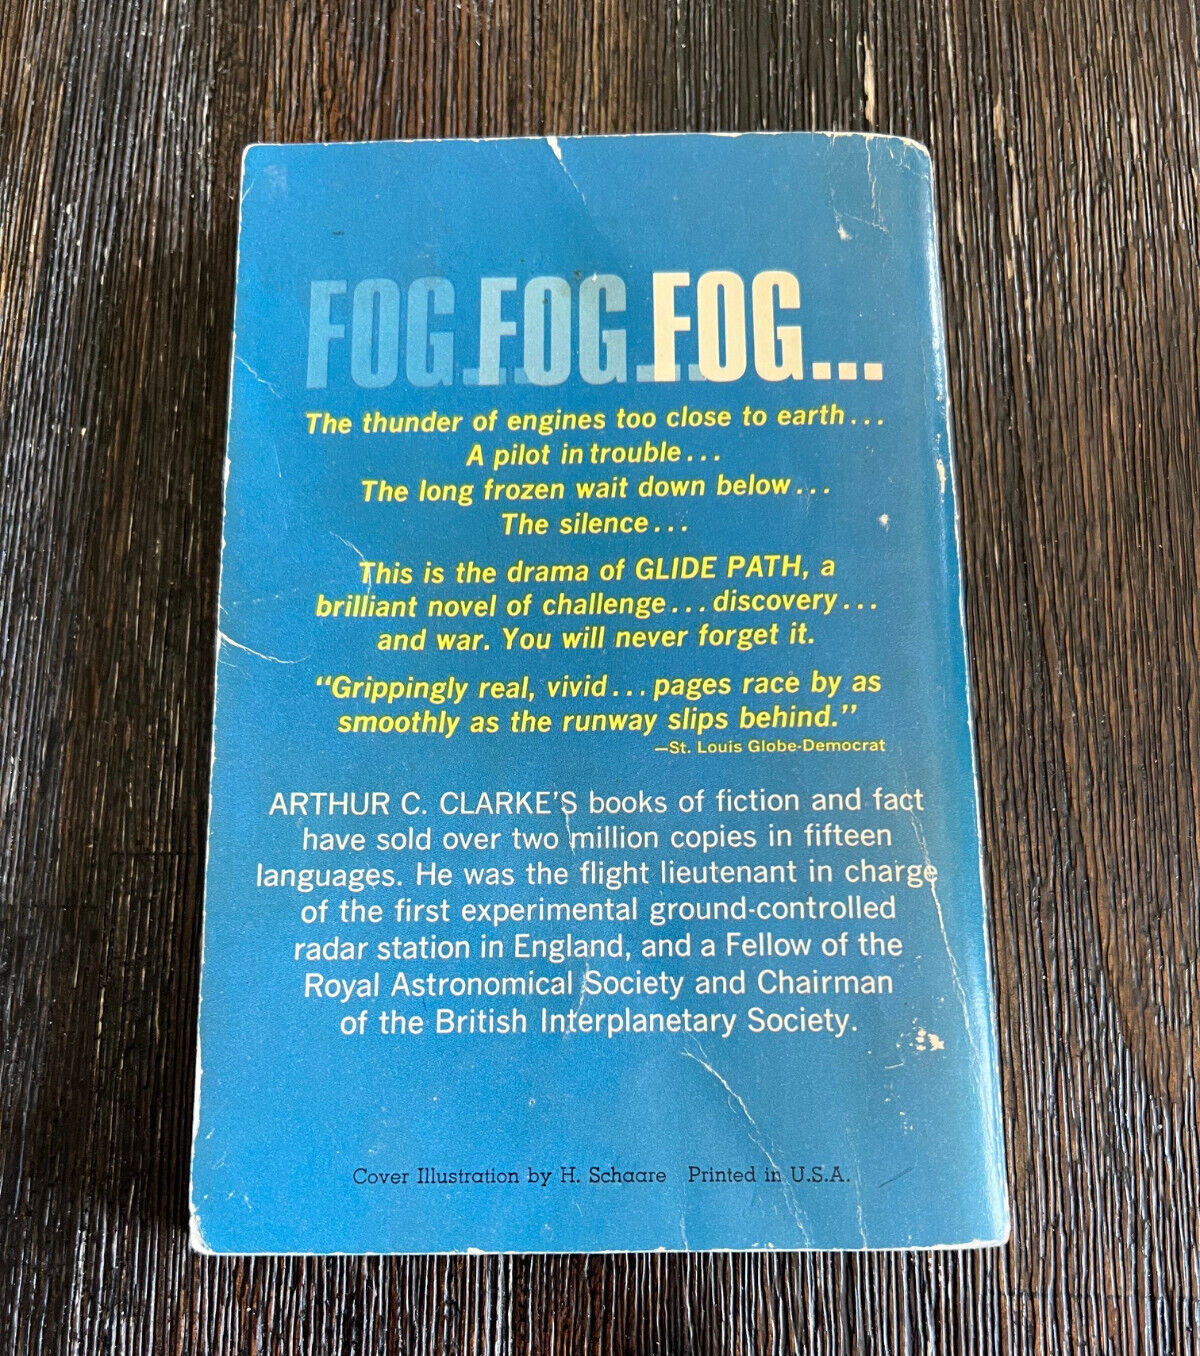 FOG...FOG...FOG...
The thunder of engines too close to earth...
A pilot in trouble...
The long frozen wait down below...
The silence...
This is the drama of GLIDE PATH, a
brilliant novel of challenge...discovery...
and war. You will never forget it.
"Grippingly real, vivid...pages race by as
smoothly as the runway slips behind."
—St. Louis Globe-Democrat
ARTHUR C. CLARKE'S books of fiction and fact
have sold over two million copies in fifteen
languages. He was the flight lieutenant in charge
of the first experimental ground-controlled
radar station in England, and a Fellow of the
Royal Astronomical Society and Chairman
of the British Interplanetary Society.
Cover Illustration by H. Schaare Printed in U.S.A.